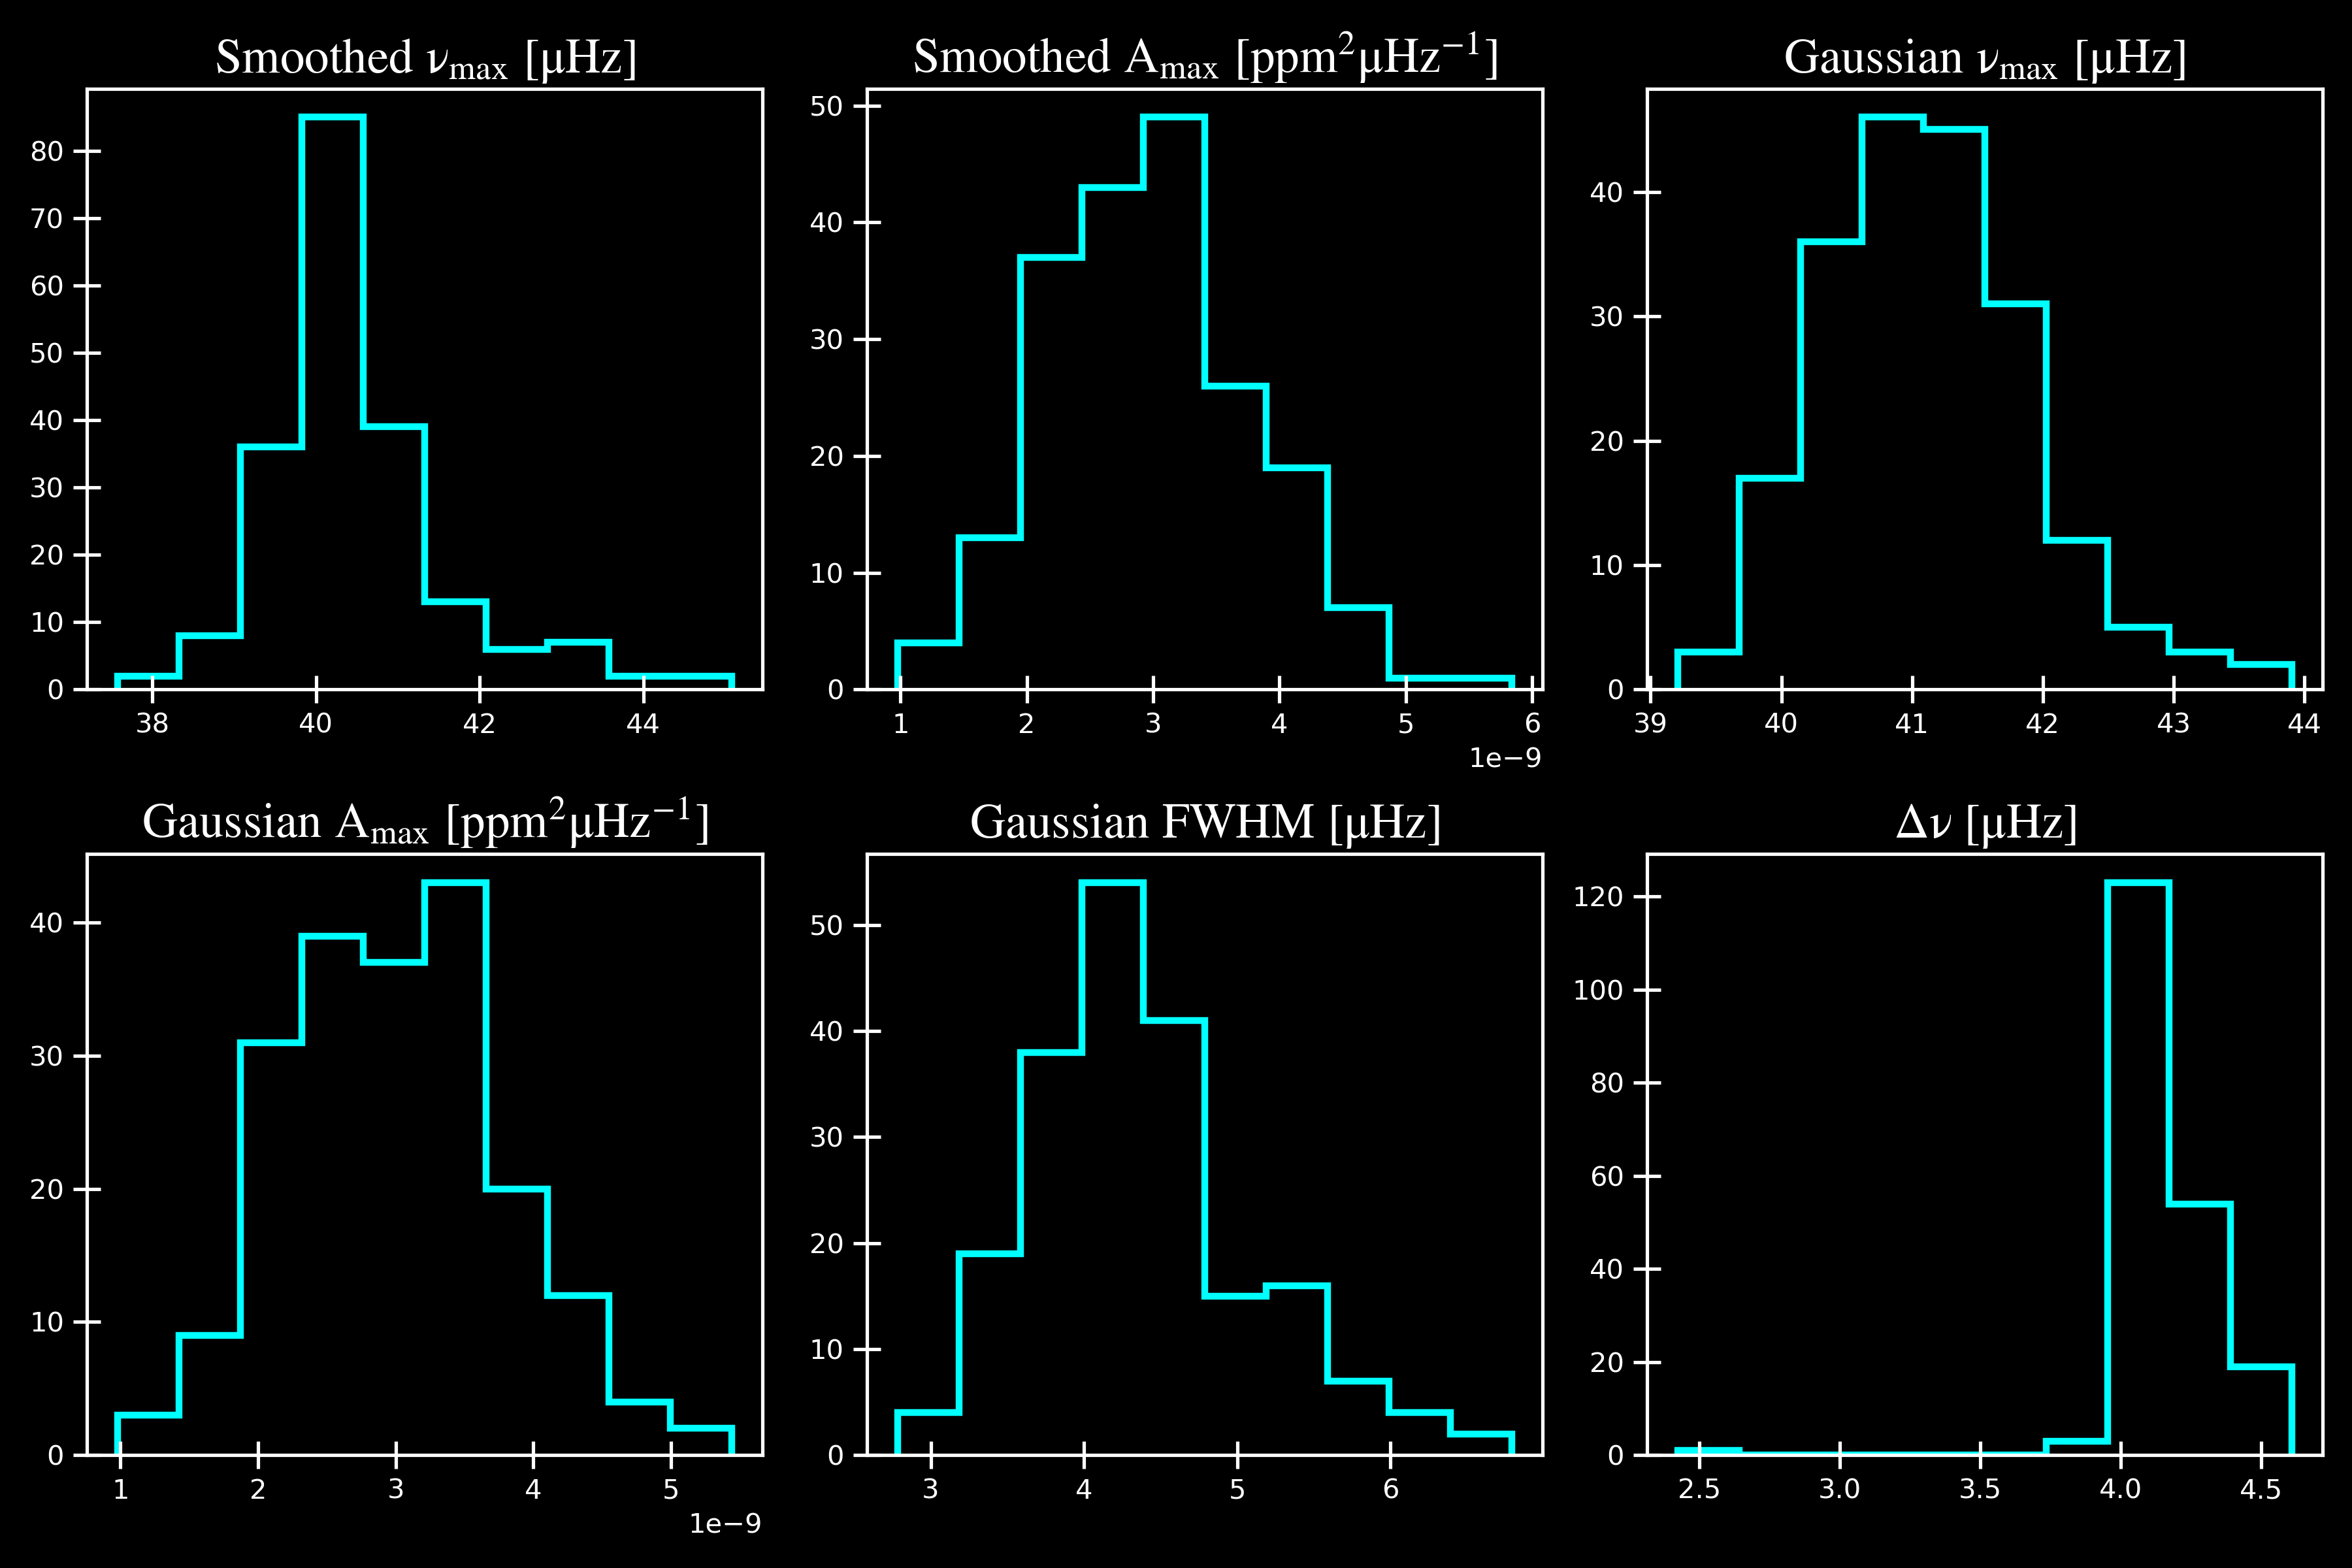 Smoothed ν_max [μHz]
80
70
60
50
40
30
20
10
0
38 40 42 44
Smoothed A_max [ppm²μHz⁻¹]
50
40
30
20
10
0
1 2 3 4 5 6
1e−9
Gaussian ν_max [μHz]
40
30
20
10
0
39 40 41 42 43 44
Gaussian A_max [ppm²μHz⁻¹]
40
30
20
10
0
1 2 3 4 5
1e−9
Gaussian FWHM [μHz]
50
40
30
20
10
0
3 4 5 6
Δν [μHz]
120
100
80
60
40
20
0
2.5 3.0 3.5 4.0 4.5